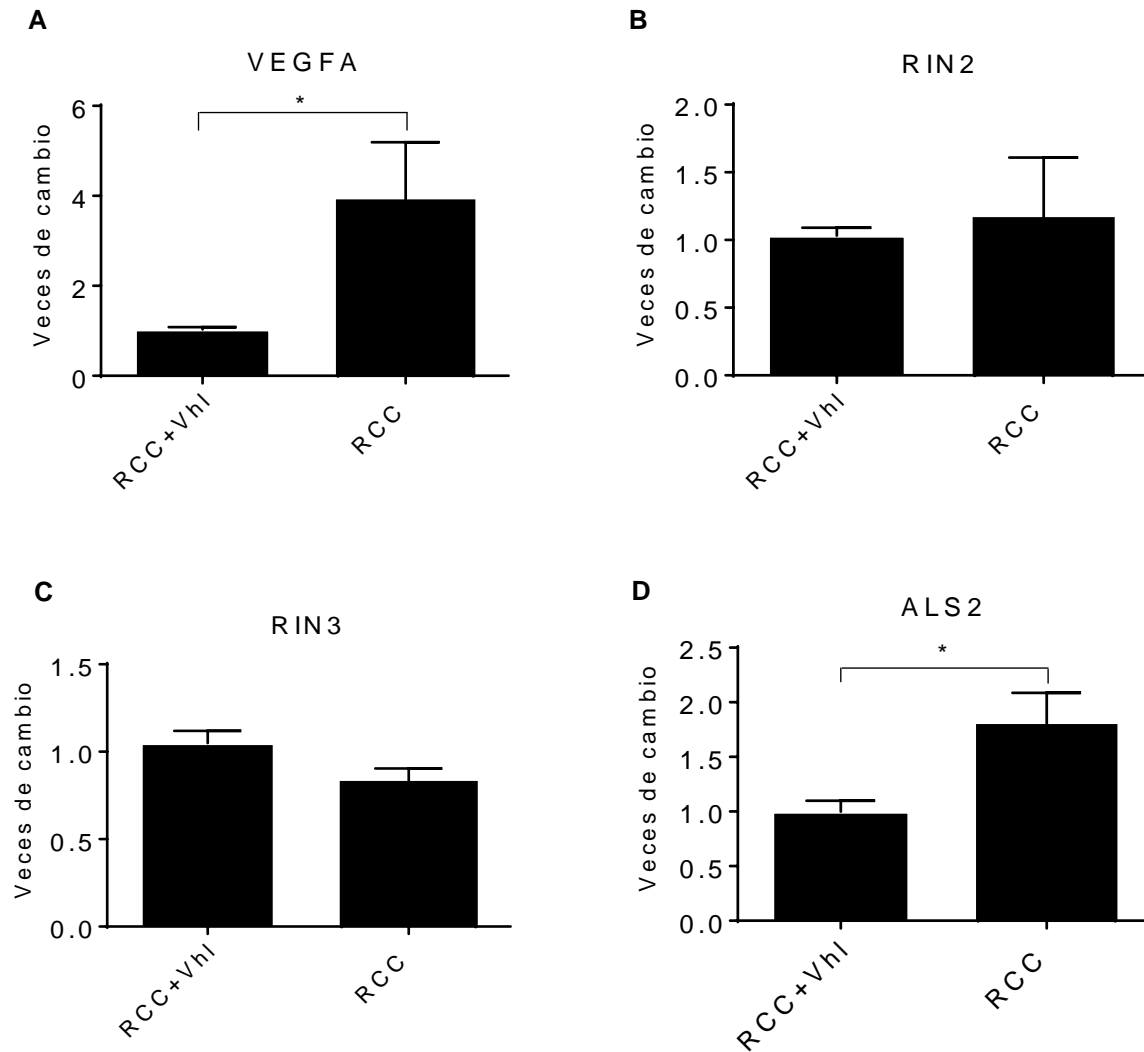 A
VEGFA
*
Veces de cambio
6
4
2
0
RCC+Vhl
RCC
B
RIN2
Veces de cambio
2.0
1.5
1.0
0.5
0.0
RCC+Vhl
RCC
C
RIN3
Veces de cambio
1.5
1.0
0.5
0.0
RCC+Vhl
RCC
D
ALS2
*
Veces de cambio
2.5
2.0
1.5
1.0
0.5
0.0
RCC+Vhl
RCC